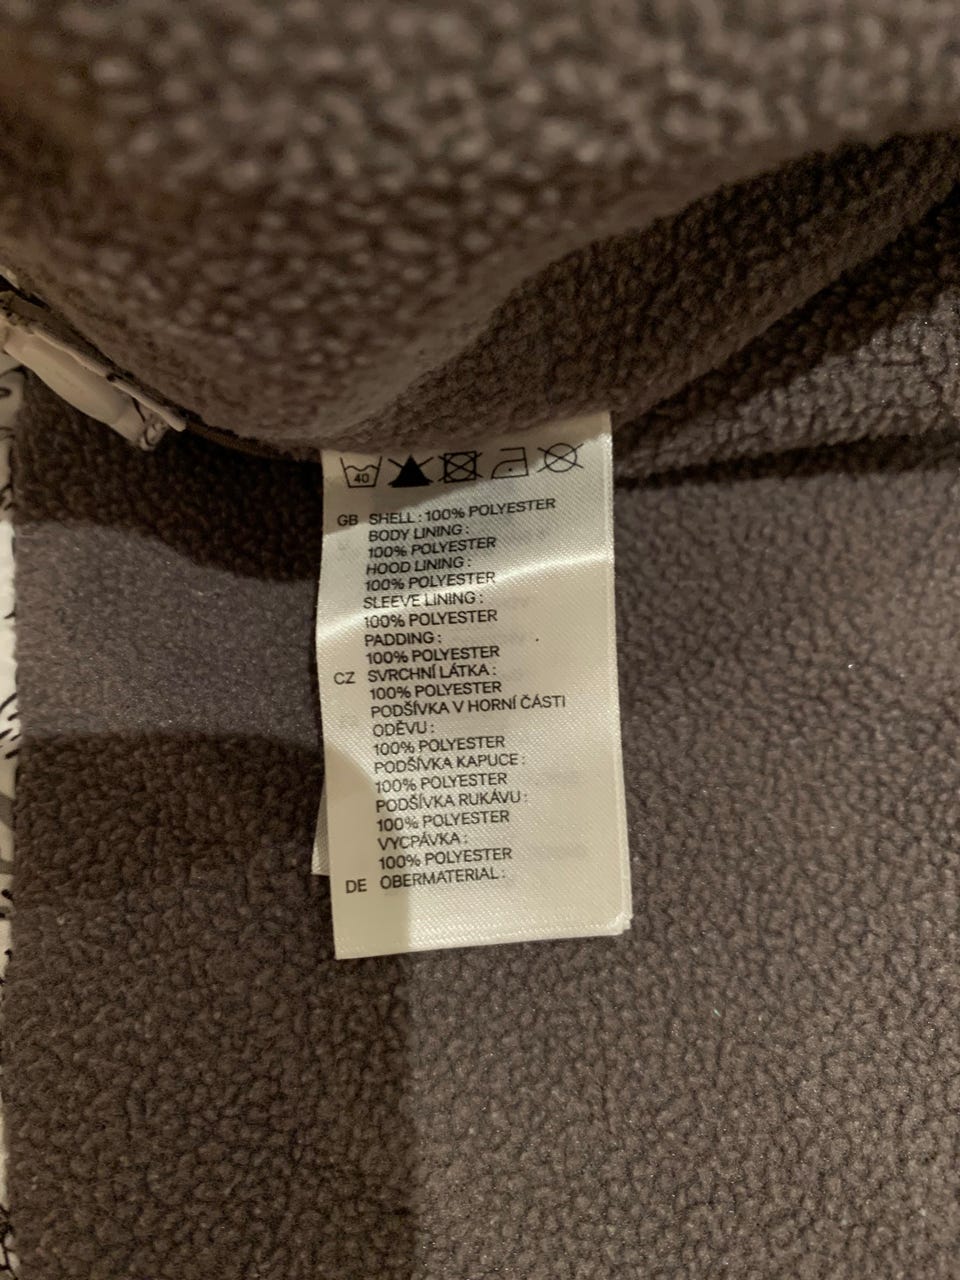 40
GB SHELL : 100% POLYESTER
BODY LINING :
100% POLYESTER
HOOD LINING :
100% POLYESTER
SLEEVE LINING :
100% POLYESTER
PADDING :
100% POLYESTER
CZ SVRCHNÍ LÁTKA :
100% POLYESTER
PODŠÍVKA V HORNÍ ČÁSTI
ODĚVU :
100% POLYESTER
PODŠÍVKA KAPUCE :
100% POLYESTER
PODŠÍVKA RUKÁVU :
100% POLYESTER
VYCPÁVKA :
100% POLYESTER
DE OBERMATERIAL :